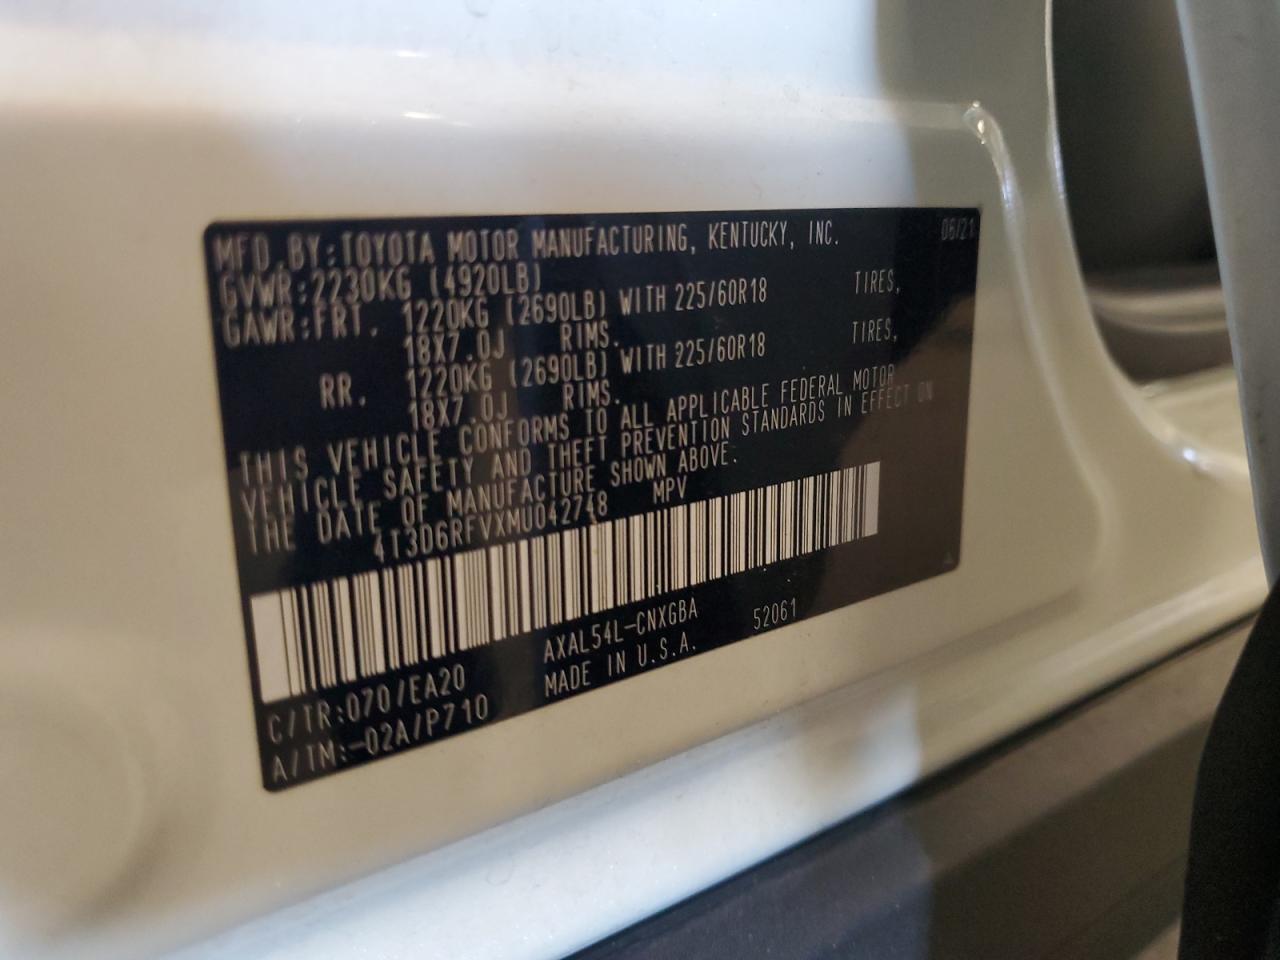 MFD. BY:TOYOTA MOTOR MANUFACTURING, KENTUCKY, INC. 06/21
GVWR:2230KG (4920LB)
GAWR:FRT. 1220KG (2690LB) WITH 225/60R18 TIRES,
18X7.0J RIMS.
RR. 1220KG (2690LB) WITH 225/60R18 TIRES,
18X7.0J RIMS.
THIS VEHICLE CONFORMS TO ALL APPLICABLE FEDERAL MOTOR
VEHICLE SAFETY AND THEFT PREVENTION STANDARDS IN EFFECT ON
THE DATE OF MANUFACTURE SHOWN ABOVE.
4T3D6RFVXMU042748 MPV
C/TR:070/EA20 AXAL54L-CNXGBA 52061
A/TM:-02A/P710 MADE IN U.S.A.